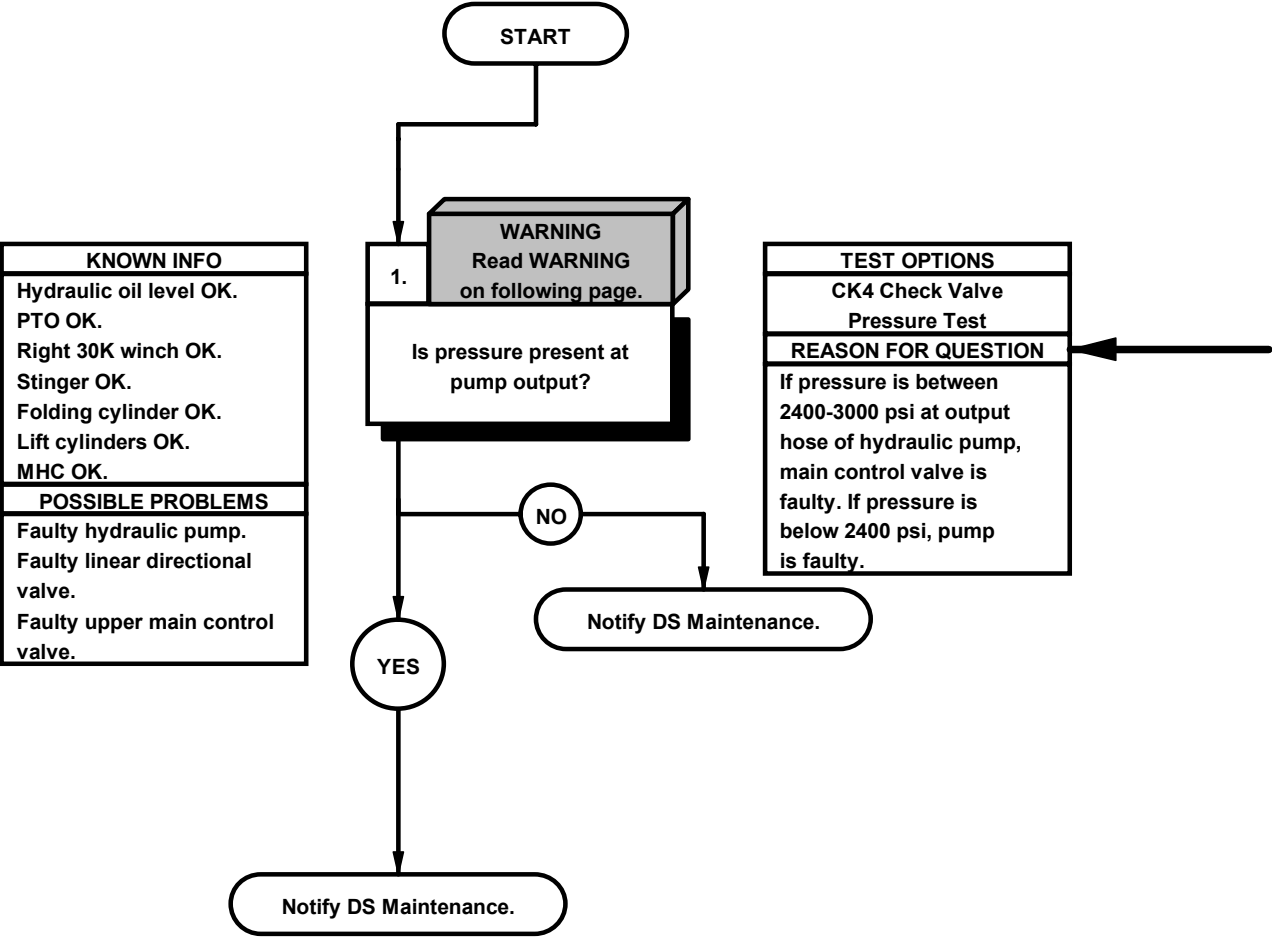 START
WARNING
Read WARNING
on following page.
1.
Is pressure present at
pump output?
KNOWN INFO
Hydraulic oil level OK.
PTO OK.
Right 30K winch OK.
Stinger OK.
Folding cylinder OK.
Lift cylinders OK.
MHC OK.
POSSIBLE PROBLEMS
Faulty hydraulic pump.
Faulty linear directional
valve.
Faulty upper main control
valve.
TEST OPTIONS
CK4 Check Valve
Pressure Test
REASON FOR QUESTION
If pressure is between
2400-3000 psi at output
hose of hydraulic pump,
main control valve is
faulty. If pressure is
below 2400 psi, pump
is faulty.
NO
Notify DS Maintenance.
YES
Notify DS Maintenance.